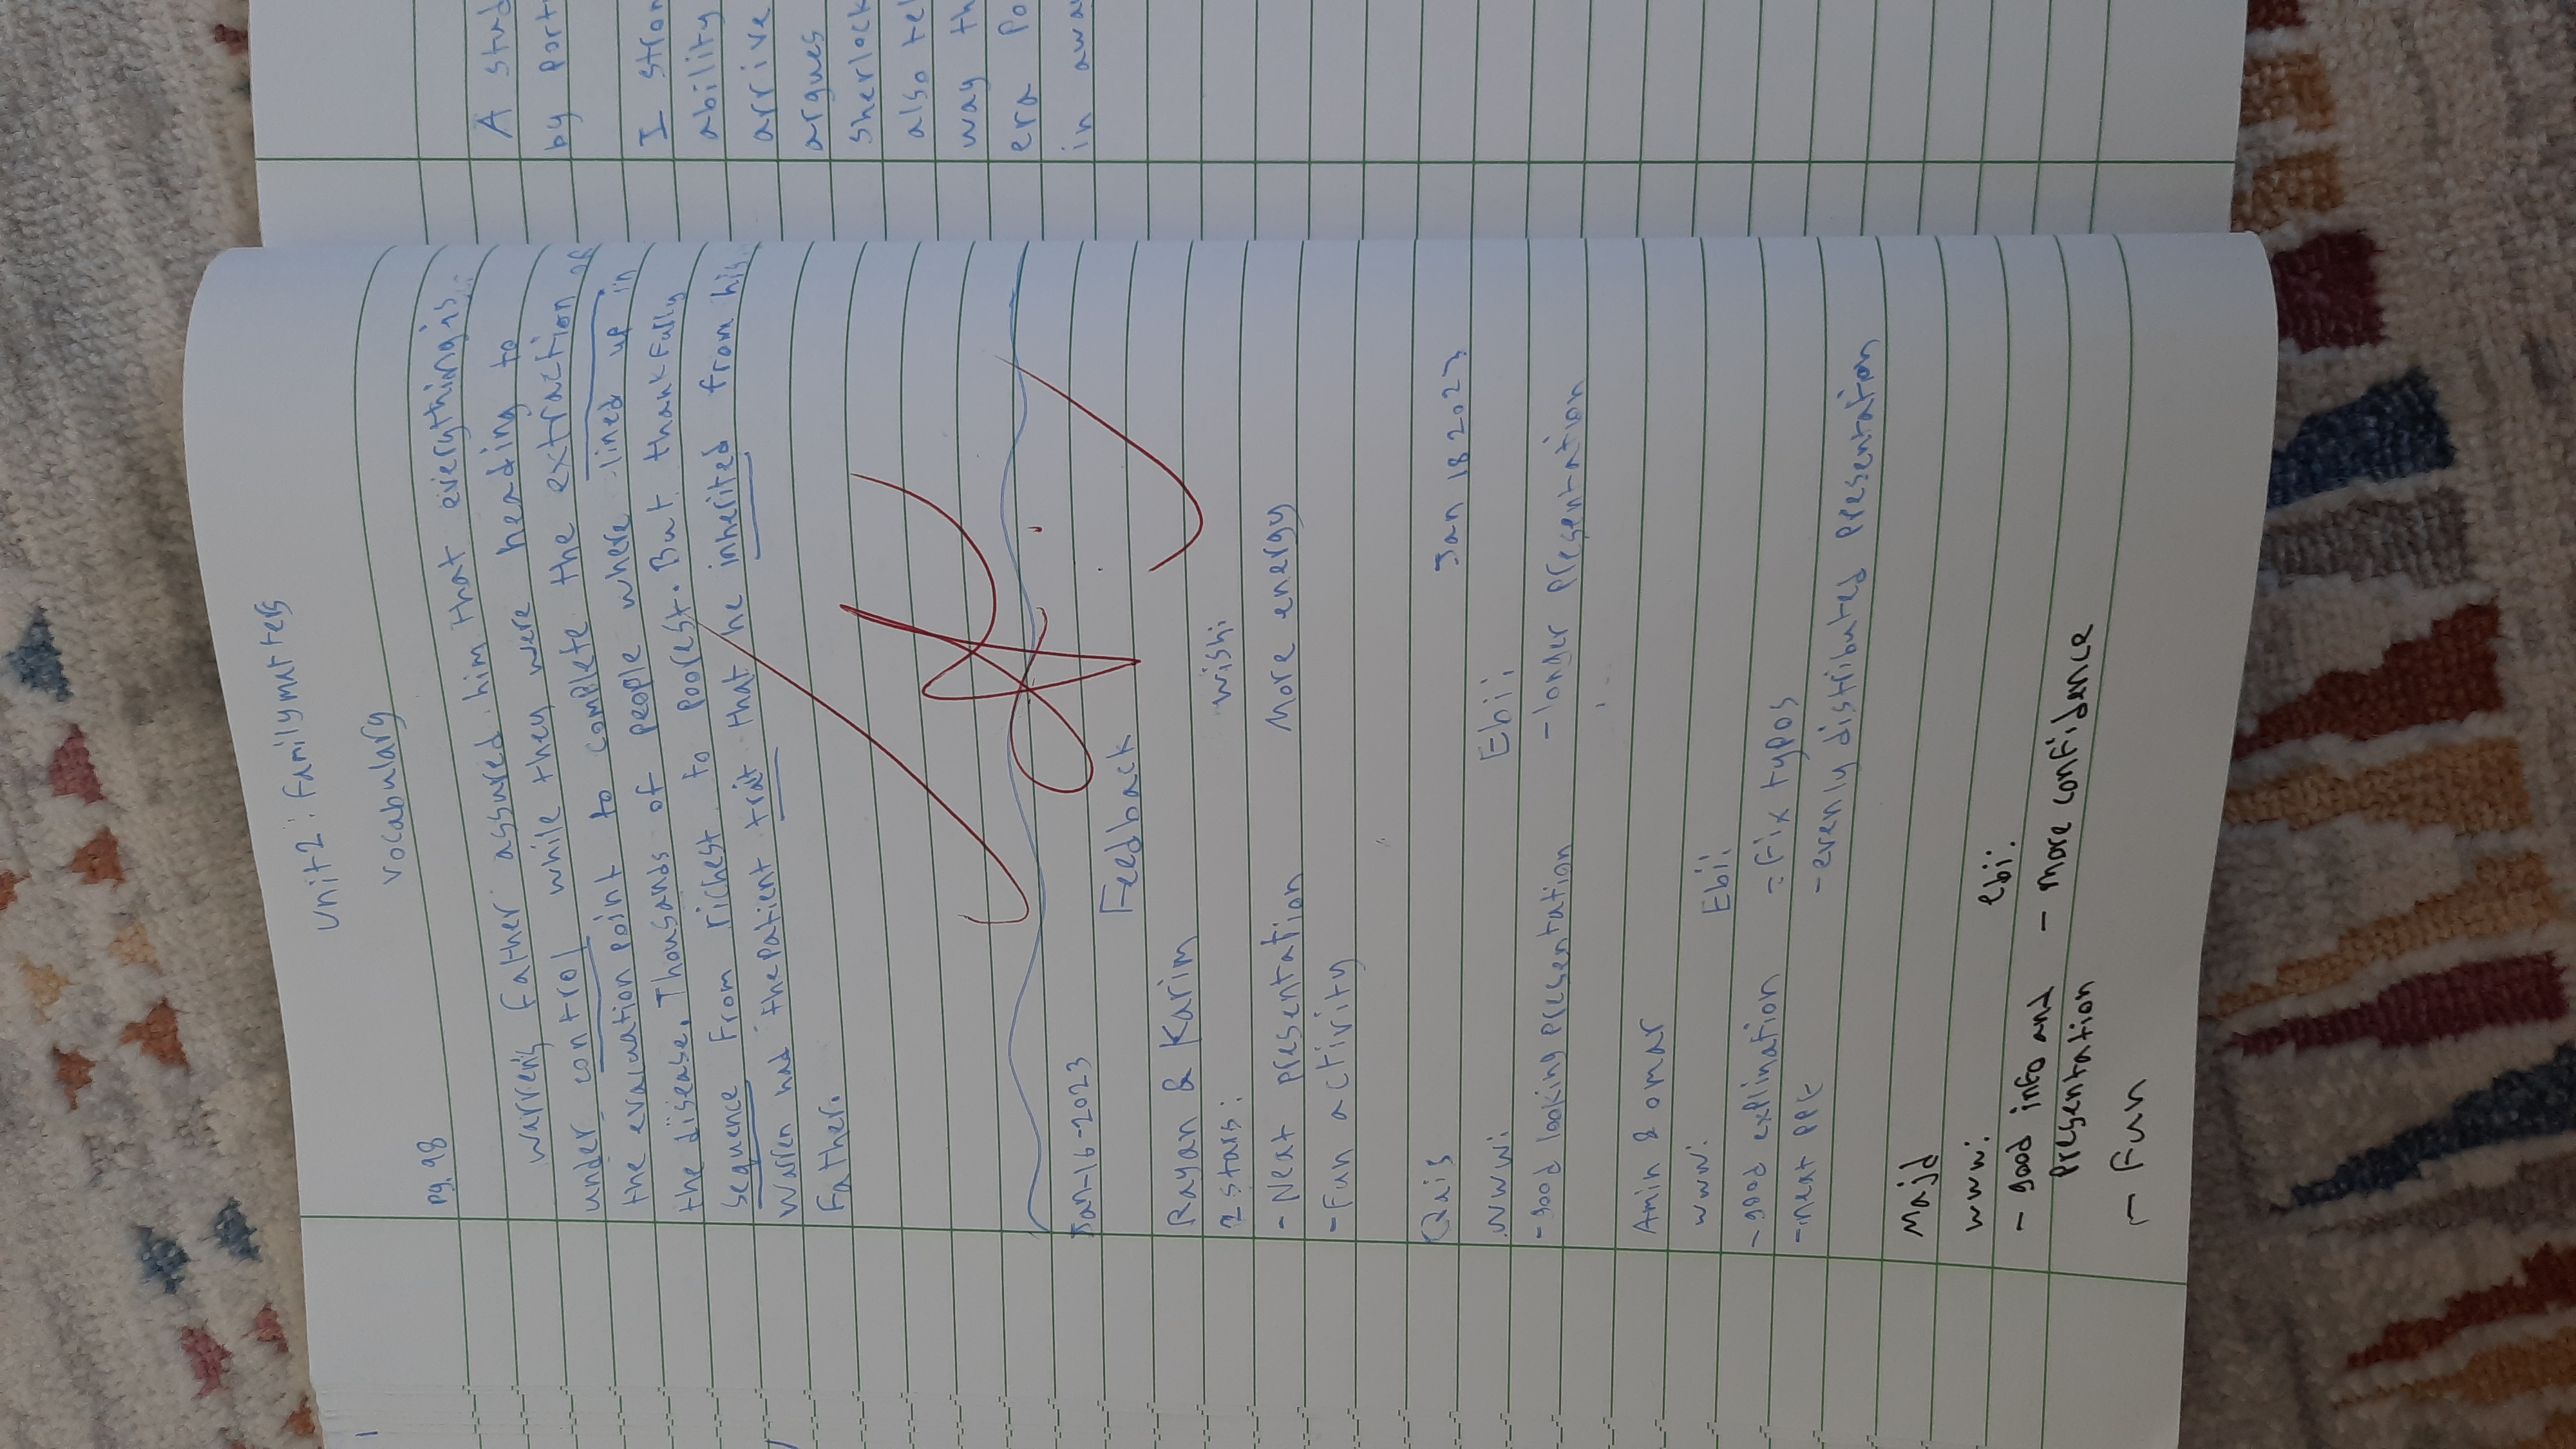 Unit 2: Family matters
Vocabulary
pg. 98
Warren's Father assured him that everything is
under control while they were heading to
the evacuation point to complete the extraction of
the disease. Thousands of people where lined up in
sequence From richest to poorest. But thankfully
Warren had the patient trait that he inherited from his
Father.
Jan-16-2023
Feedback
Rayan & Karim
2 stars: wish:
- Neat presentation More energy
- Fun activity
Qais Jan 18 2023
WWW: Ebi:
- good looking presentation - longer presentation
Amin & omar
www: Ebi:
- good explination - Fix typos
- neat PPt - evenly distributed presentation
Majd
www: ebi:
- good info and - more confidence
presentation
- Fun
A stud
by port
I stron
ability
arrive
argues
Sherlock
also rel
way th
era Po
in awa